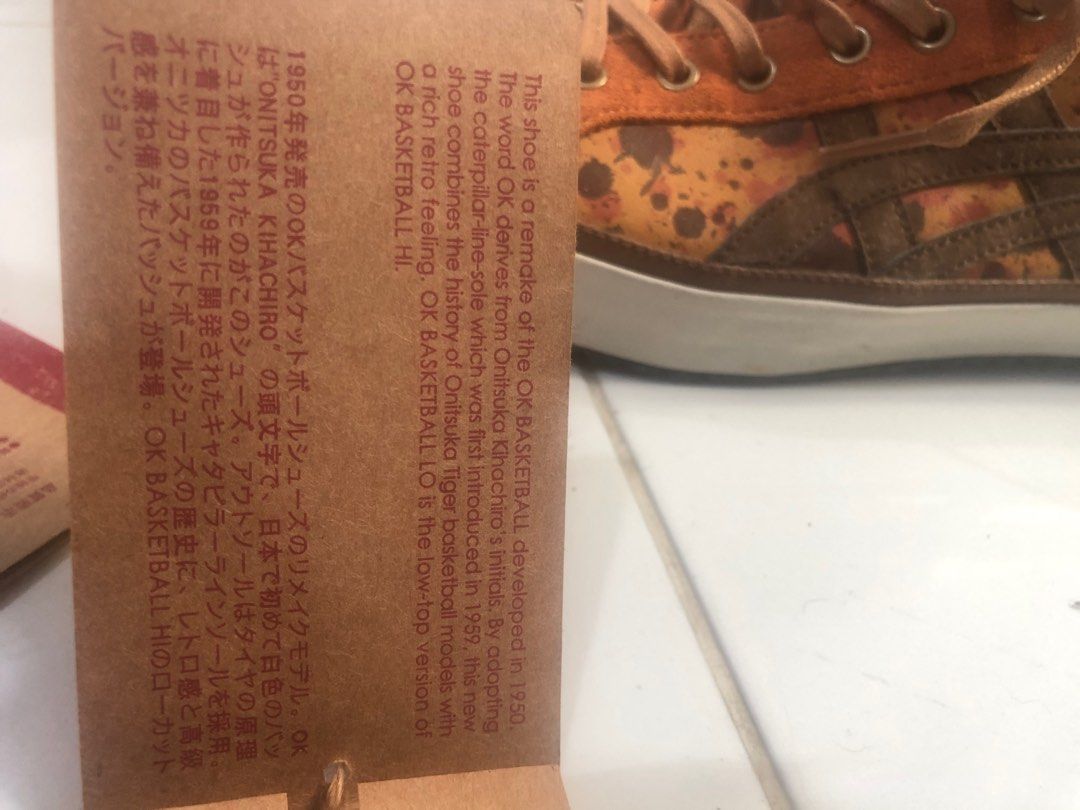 This shoe is a remake of the OK BASKETBALL developed in 1950.
The word OK derives from Onitsuka Kihachiro's initials. By adopting
the caterpillar-line-sole which was first introduced in 1959, this new
shoe combines the history of Onitsuka Tiger basketball models with
a rich retro feeling. OK BASKETBALL LO is the low-top version of
OK BASKETBALL HI.
1950年発売のOKバスケットボールシューズのリメイクモデル。OK
は"ONITSUKA KIHACHIRO"の頭文字で、日本で初めて白色のバッ
シュが作られたのがこのシューズ。アウトソールはタイヤの原理
に着目した1959年に開発されたキャタピラーラインソールを採用。
オニツカのバスケットボールシューズの歴史に、レトロ感と高級
感を兼ね備えたバッシュが登場。OK BASKETBALL HIのローカット
バージョン。